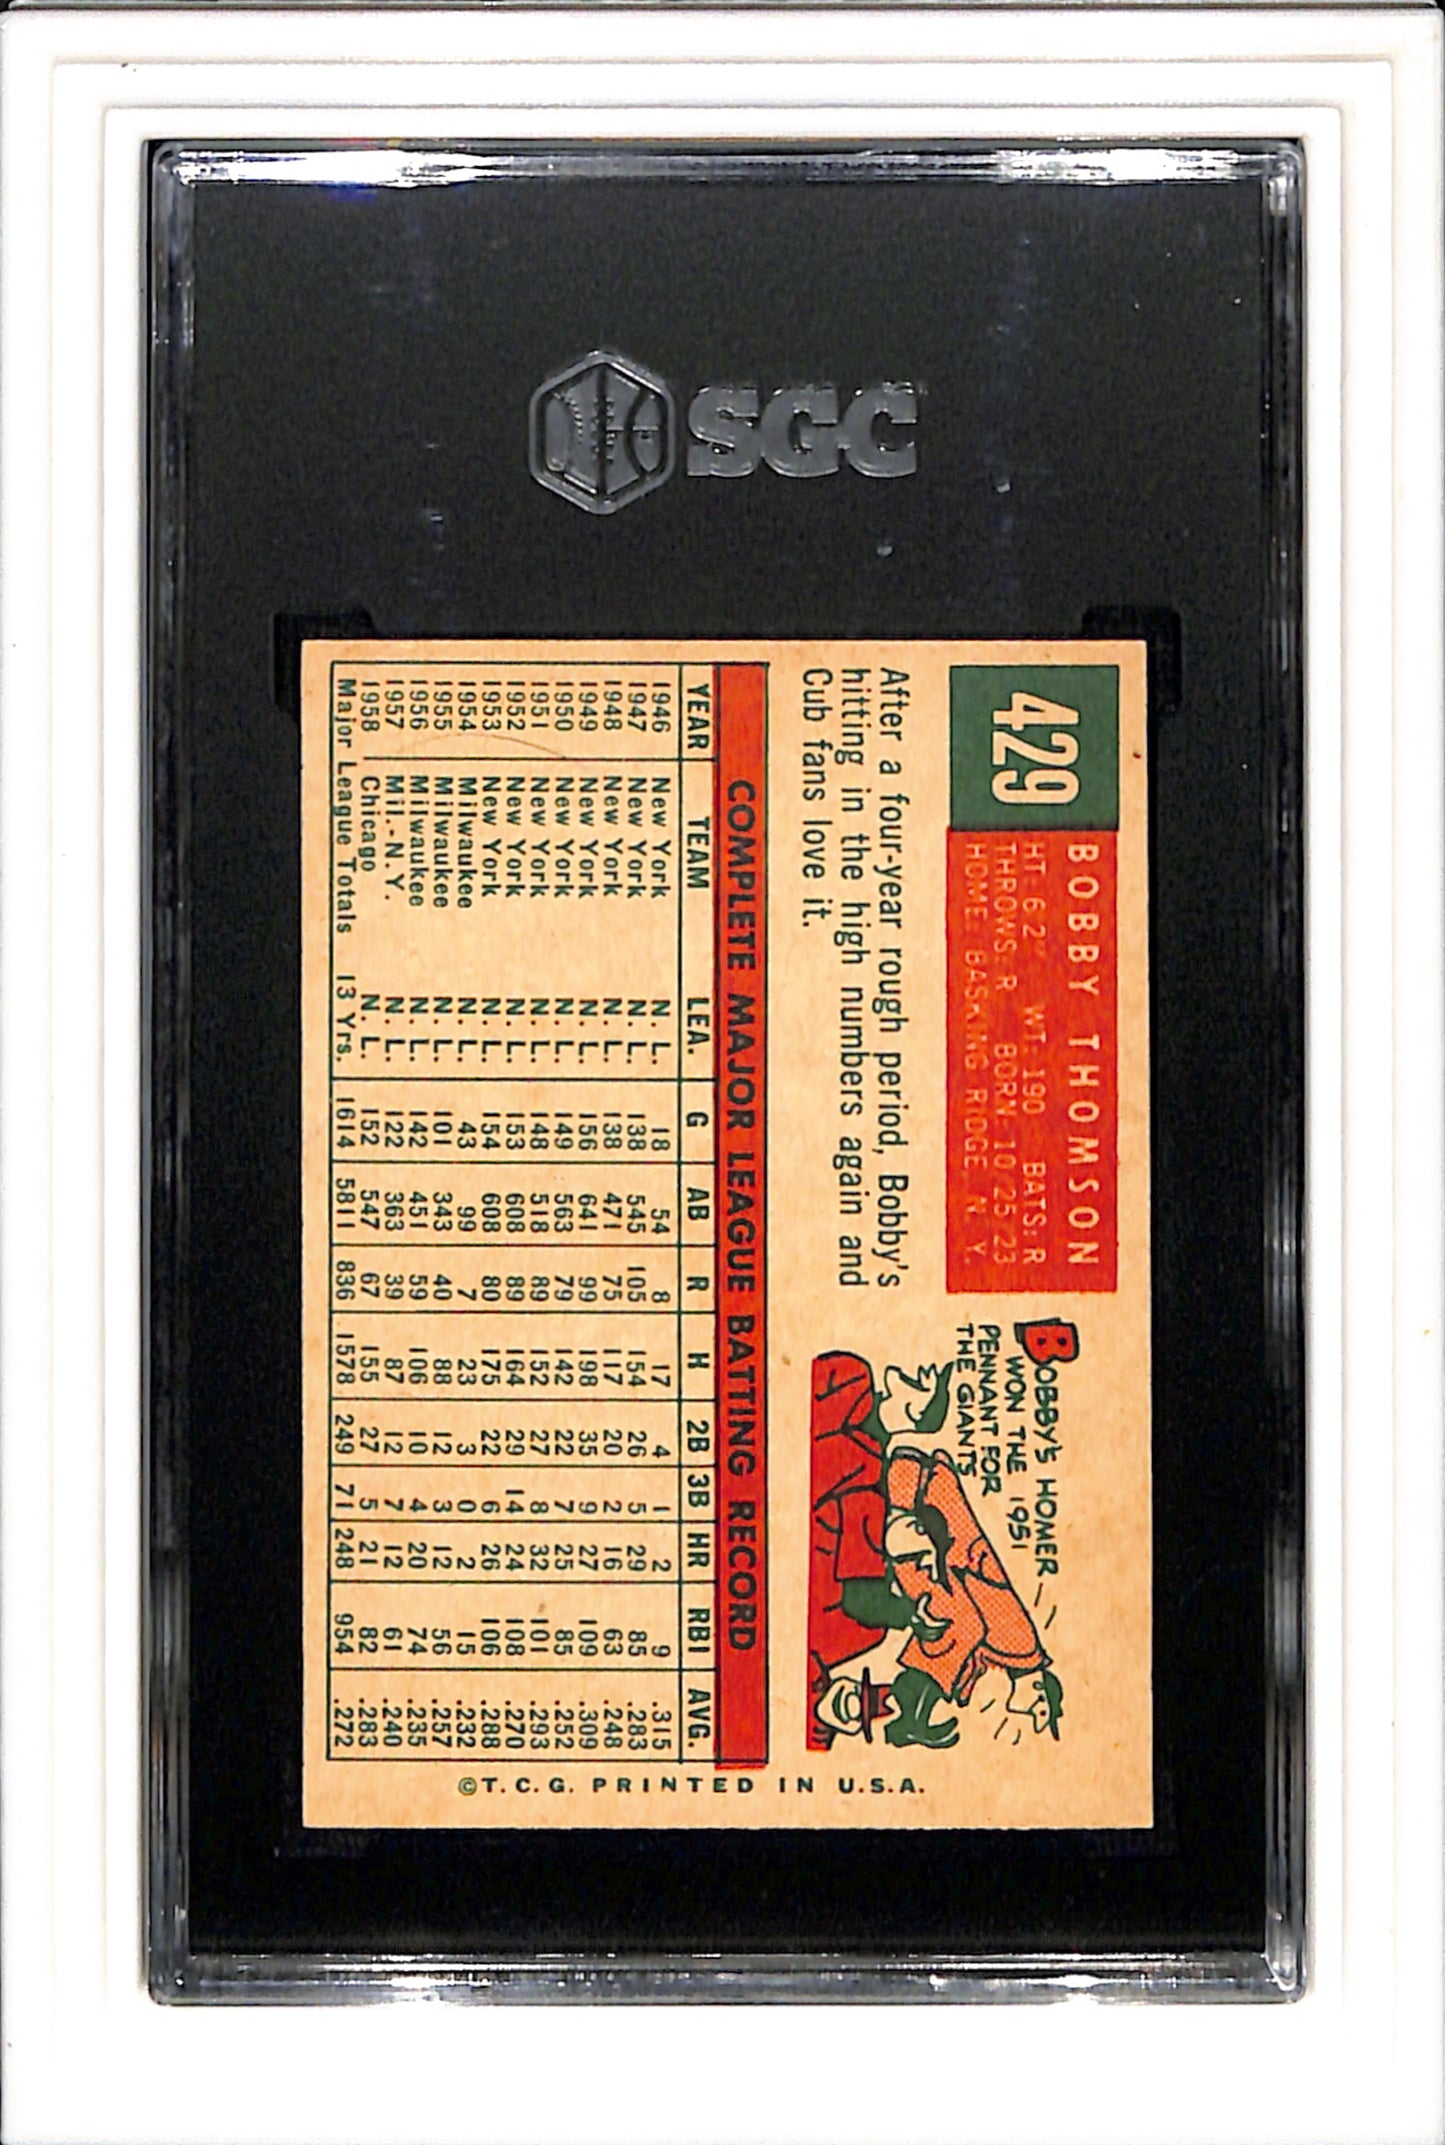 SGC
429
BOBBY THOMSON
HT: 6'2" WT: 190 BATS: R
THROWS: R BORN: 10-25-23
HOME: BASKING RIDGE, N. Y.
After a four-year rough period, Bobby's
hitting in the high numbers again and
Cub fans love it.
BOBBY'S HOMER
WON THE 1951
PENNANT FOR
THE GIANTS
COMPLETE MAJOR LEAGUE BATTING RECORD
YEAR TEAM LEA. G AB R H 2B 3B HR RBI AVG.
1946 New York N. L. 18 54 8 17 4 1 2 9 .315
1947 New York N. L. 138 545 105 154 26 5 29 85 .283
1948 New York N. L. 138 471 75 117 20 2 16 63 .248
1949 New York N. L. 156 641 99 198 35 9 27 109 .309
1950 New York N. L. 149 563 79 142 22 7 25 85 .252
1951 New York N. L. 148 518 89 152 27 8 32 101 .293
1952 New York N. L. 153 608 89 164 29 14 24 108 .270
1953 New York N. L. 154 608 80 175 22 6 26 106 .288
1954 Milwaukee N. L. 43 99 7 23 3 0 2 15 .232
1955 Milwaukee N. L. 101 343 40 88 12 3 12 56 .257
1956 Milwaukee N. L. 142 451 59 106 10 4 20 74 .235
1957 Mil.-N.Y. N. L. 122 363 39 87 12 7 12 61 .240
1958 Chicago N. L. 152 547 67 155 27 5 21 82 .283
Major League Totals 13 Yrs. 1614 5811 836 1578 249 71 248 954 .272
©T. C. G. PRINTED IN U.S.A.